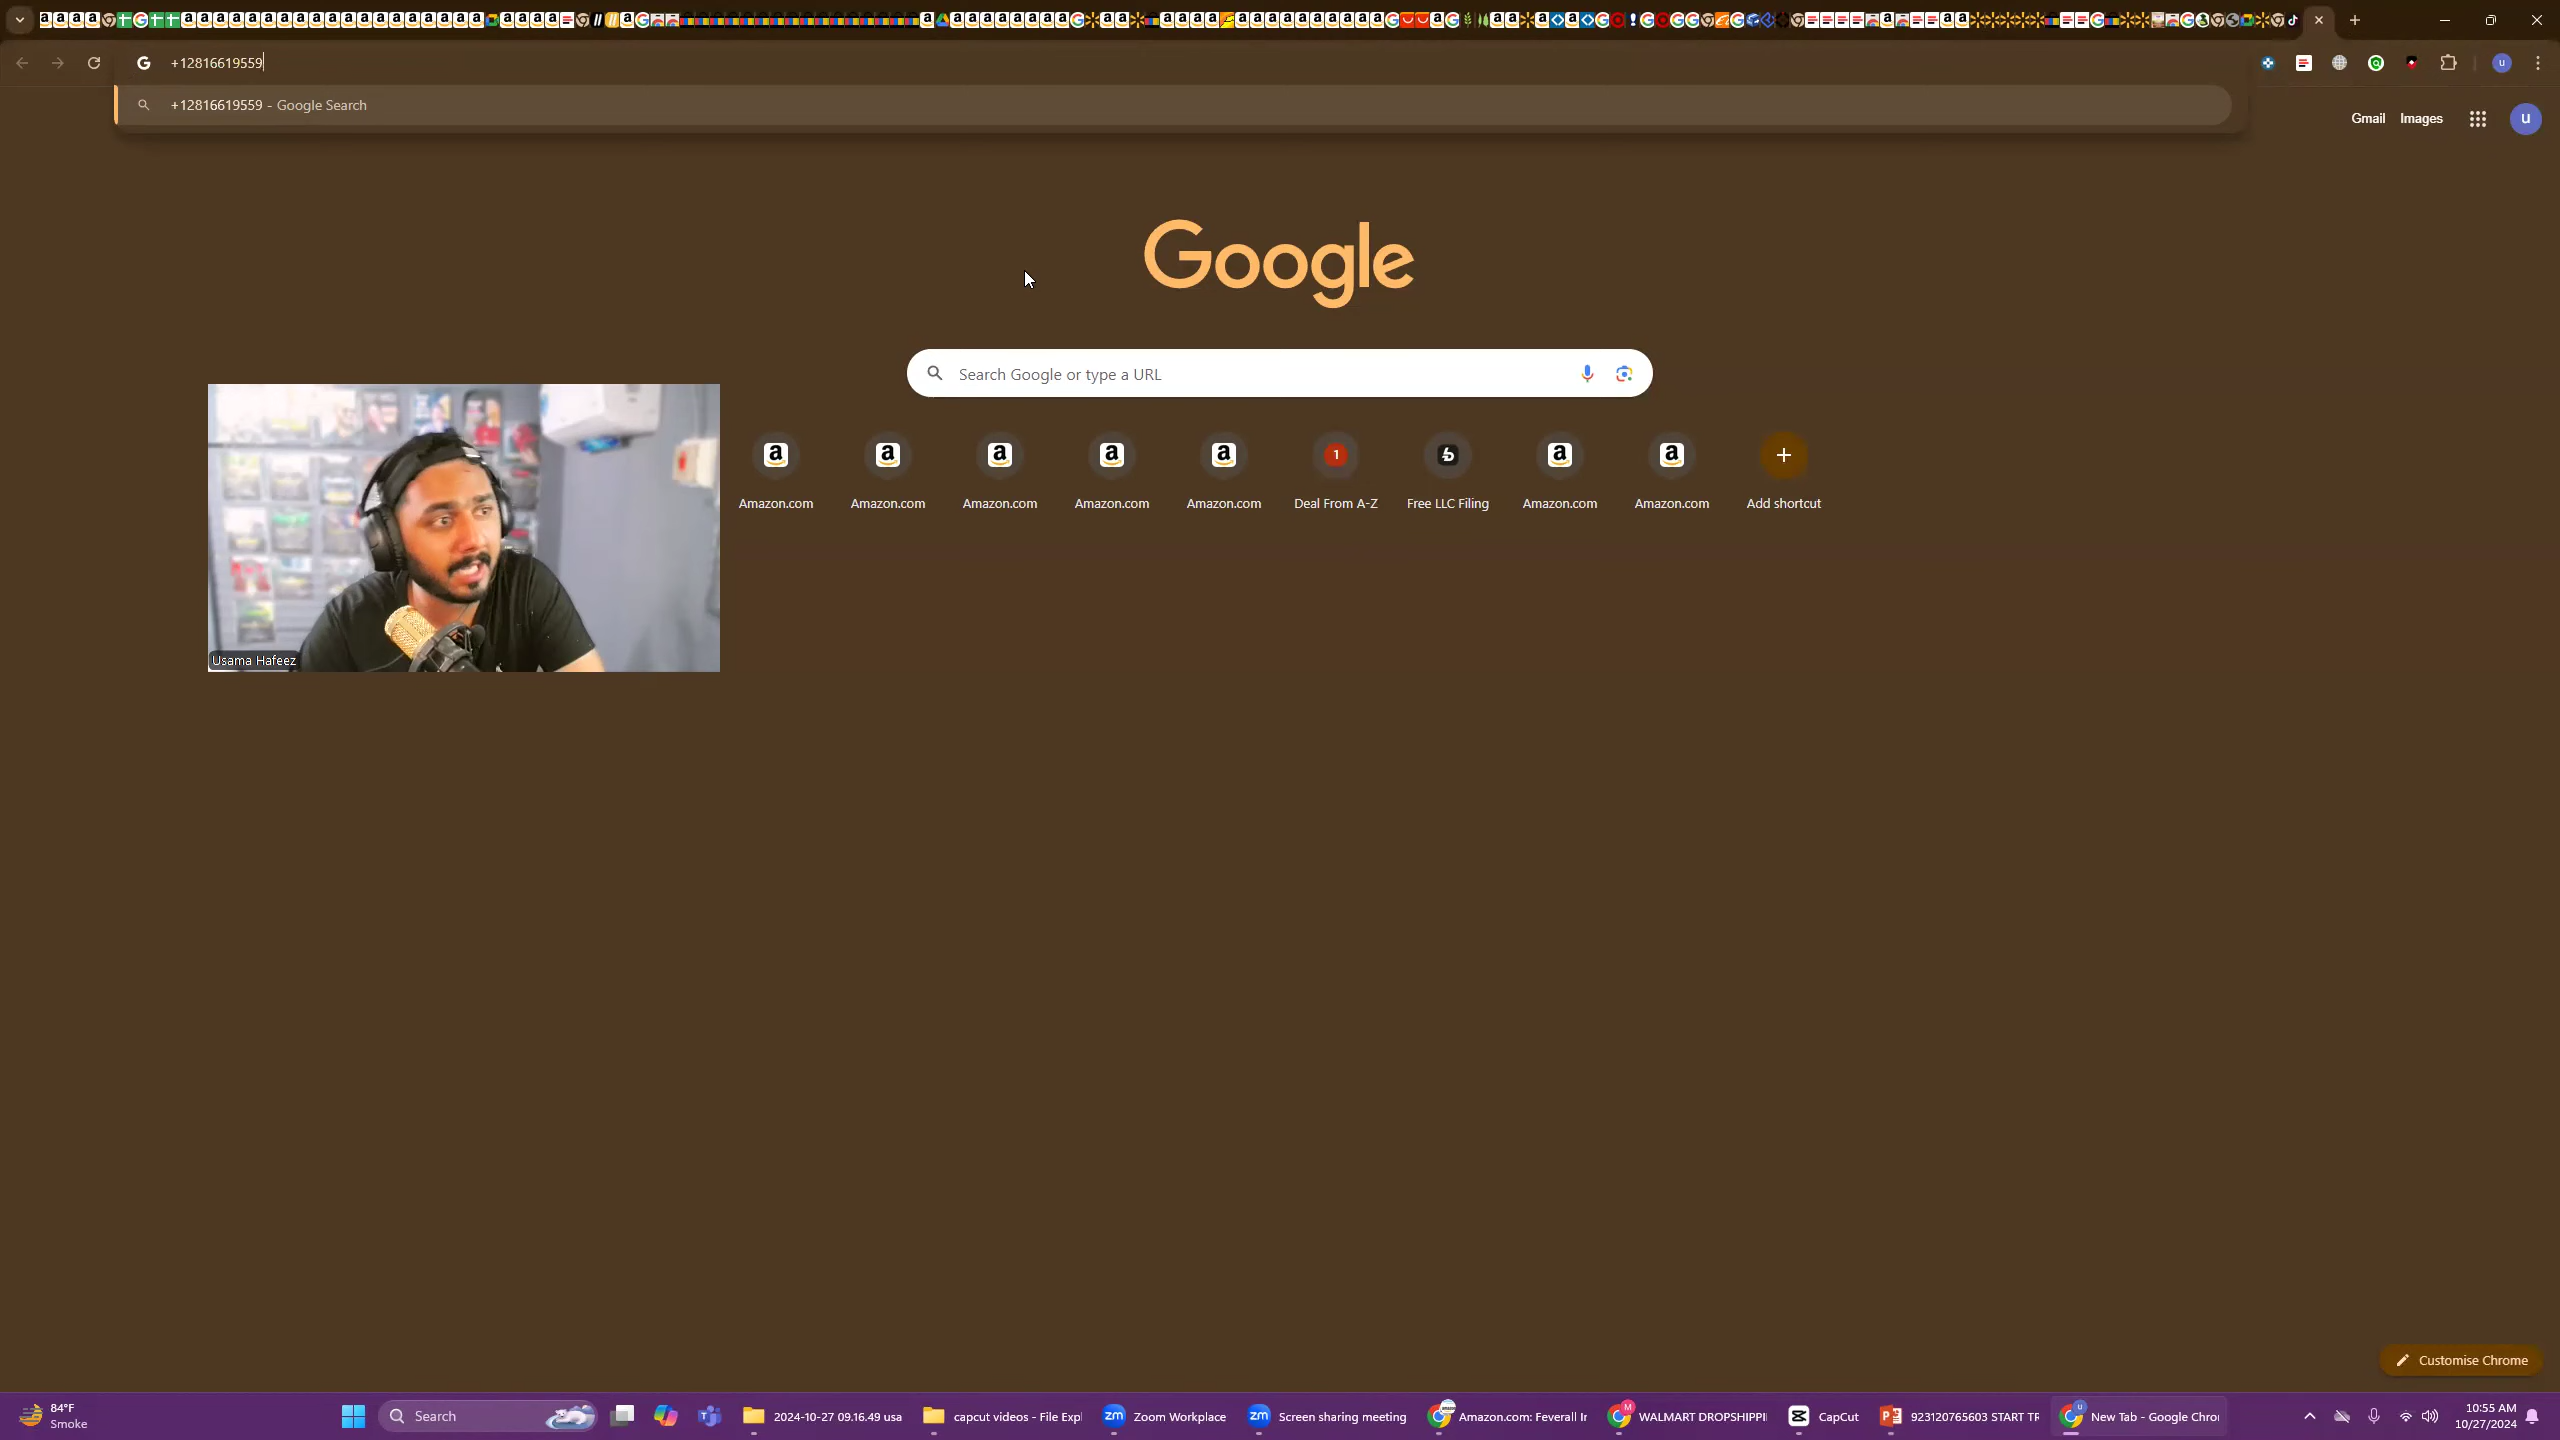 +12816619559
+12816619559 - Google Search
Gmail Images
u
Google
Search Google or type a URL
Amazon.com
Amazon.com
Amazon.com
Amazon.com
Amazon.com
Deal From A-Z
Free LLC Filing
Amazon.com
Amazon.com
Add shortcut
Usama Hafeez
Customise Chrome
84°F
Smoke
Search
2024-10-27 09.16.49 usa
capcut videos - File Expl
Zoom Workplace
Screen sharing meeting
Amazon.com: Feverall In
WALMART DROPSHIPPI
CapCut
923120765603 START TR
New Tab - Google Chro
10:55 AM
10/27/2024